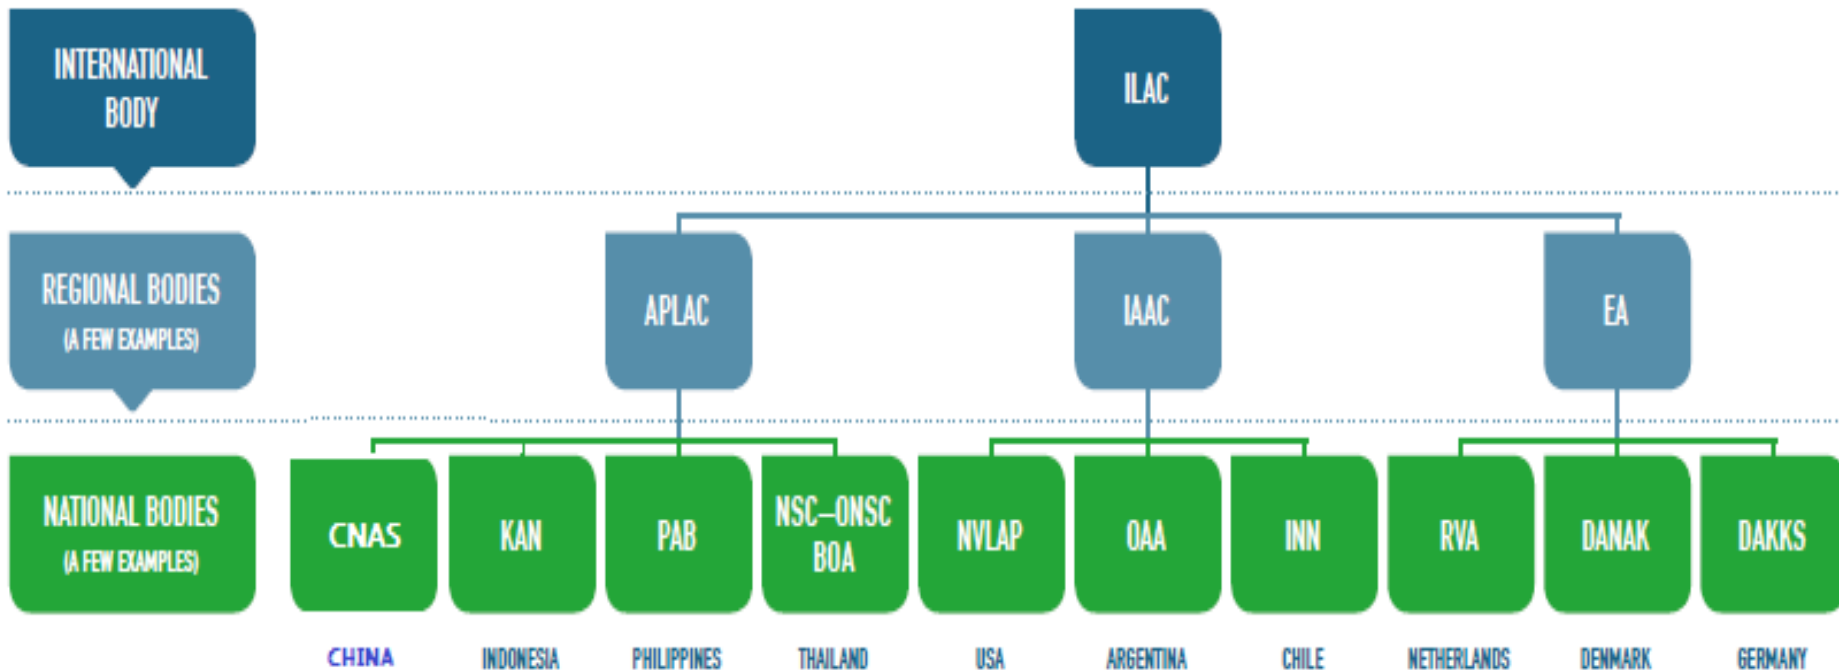 INTERNATIONAL
BODY
ILAC
REGIONAL BODIES
(A FEW EXAMPLES)
APLAC
IAAC
EA
NATIONAL BODIES
(A FEW EXAMPLES)
CNAS
KAN
PAB
NSC–ONSC
BOA
NVLAP
OAA
INN
RVA
DANAK
DAKKS
CHINA
INDONESIA
PHILIPPINES
THAILAND
USA
ARGENTINA
CHILE
NETHERLANDS
DENMARK
GERMANY